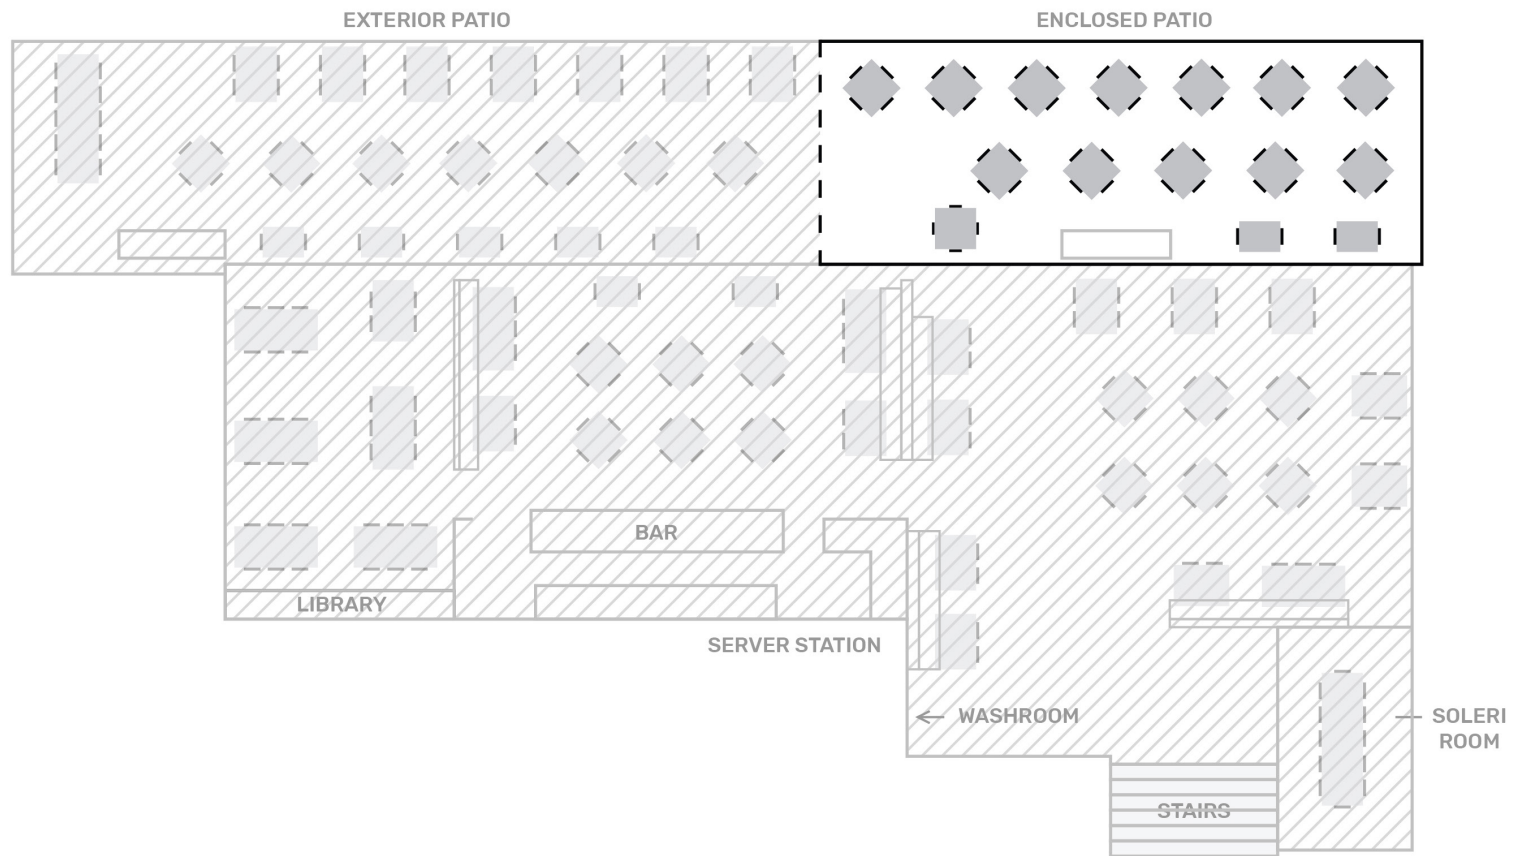 EXTERIOR PATIO
ENCLOSED PATIO
BAR
LIBRARY
SERVER STATION
WASHROOM
SOLERI
ROOM
STAIRS